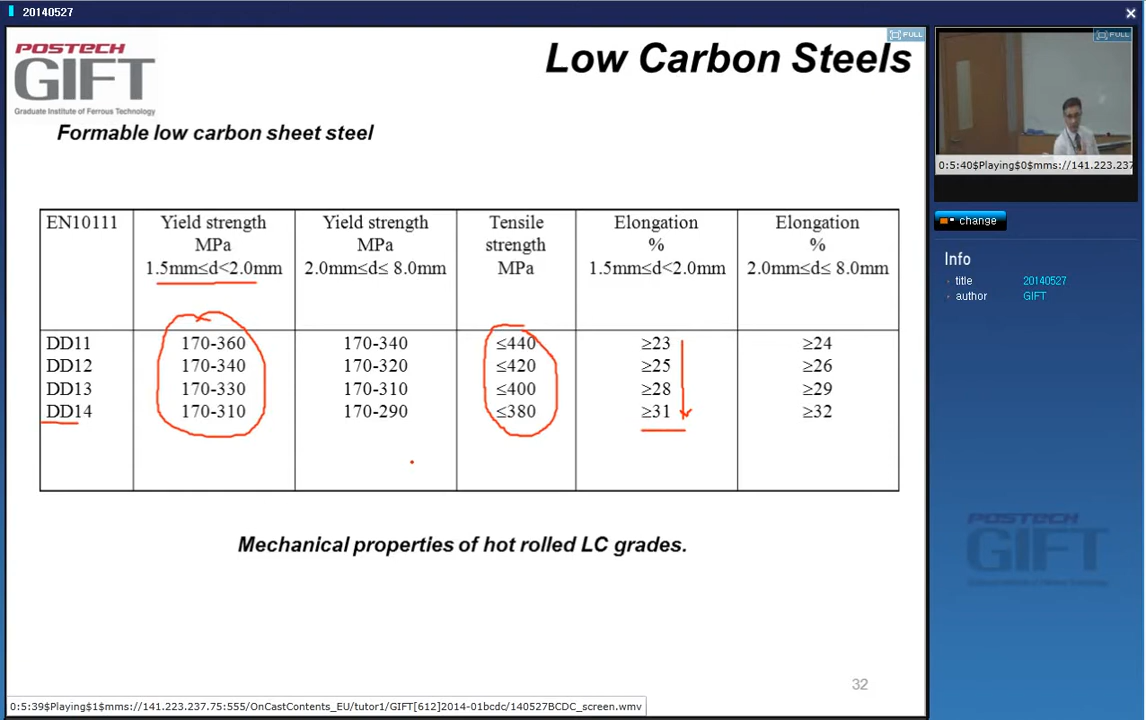 20140527
FULL
FULL
POSTECH
GIFT
Graduate Institute of Ferrous Technology
Low Carbon Steels
Formable low carbon sheet steel
0:5:40$Playing$0$mms://141.223.237
change
Info
title 20140527
author GIFT
EN10111 Yield strength Yield strength Tensile Elongation Elongation
MPa MPa strength % %
1.5mm≤d<2.0mm 2.0mm≤d≤ 8.0mm MPa 1.5mm≤d<2.0mm 2.0mm≤d≤ 8.0mm
DD11 170-360 170-340 ≤440 ≥23 ≥24
DD12 170-340 170-320 ≤420 ≥25 ≥26
DD13 170-330 170-310 ≤400 ≥28 ≥29
DD14 170-310 170-290 ≤380 ≥31 ≥32
Mechanical properties of hot rolled LC grades.
POSTECH
GIFT
32
0:5:39$Playing$1$mms://141.223.237.75:555/OnCastContents_EU/tutor1/GIFT[612]2014-01bcdc/140527BCDC_screen.wmv